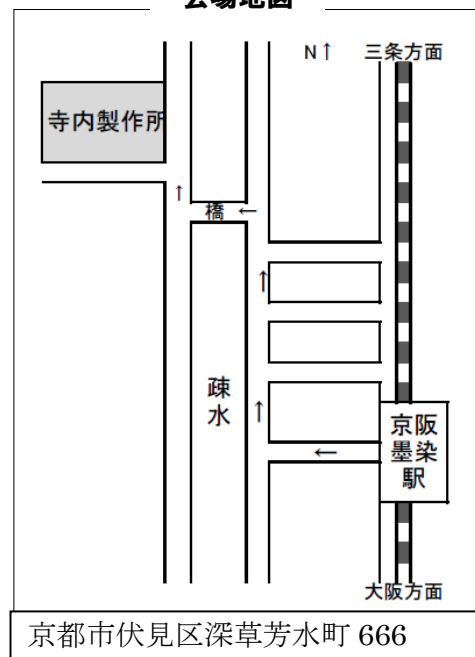 会場地図
N↑
三条方面
寺内製作所
↑
橋 ←
↑
疎水
↑
←
京阪
墨染
駅
大阪方面
京都市伏見区深草芳水町 666